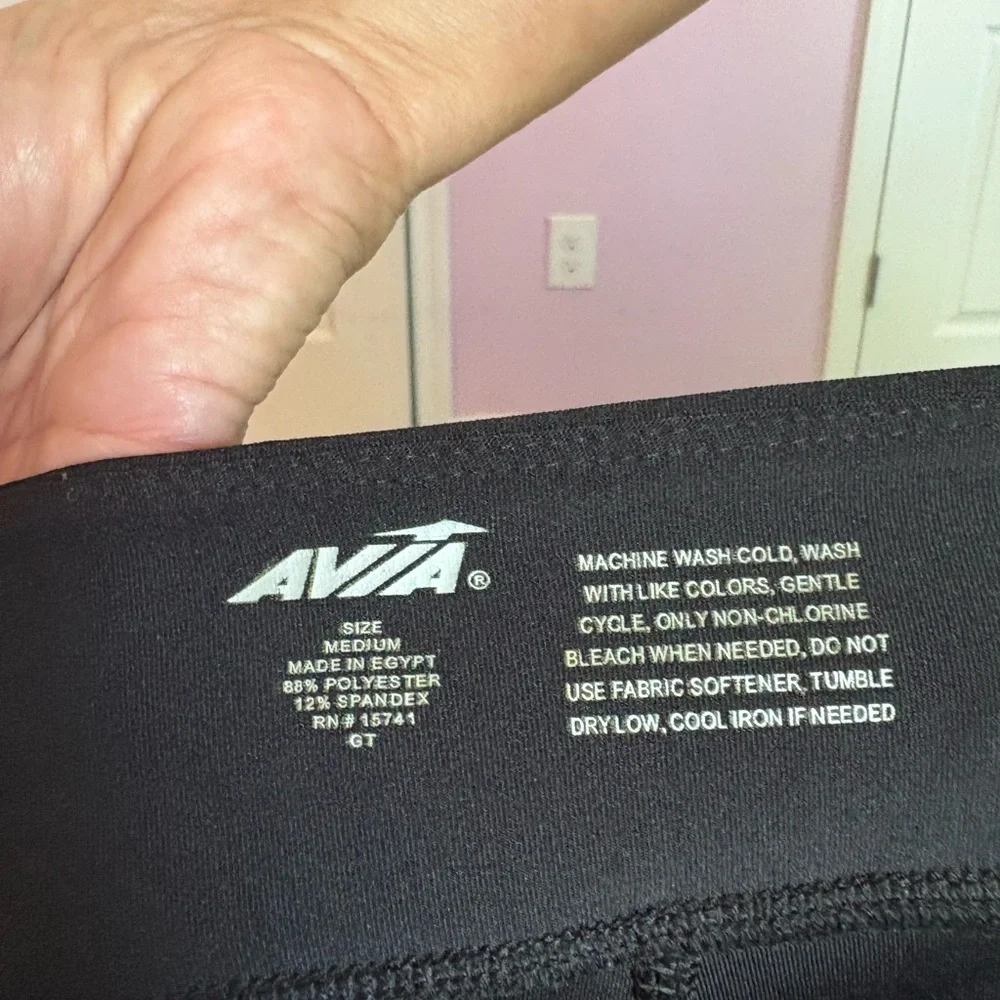 AVIA®
SIZE
MEDIUM
MADE IN EGYPT
88% POLYESTER
12% SPANDEX
RN # 15741
GT
MACHINE WASH COLD, WASH
WITH LIKE COLORS, GENTLE
CYCLE, ONLY NON-CHLORINE
BLEACH WHEN NEEDED, DO NOT
USE FABRIC SOFTENER, TUMBLE
DRY LOW, COOL IRON IF NEEDED